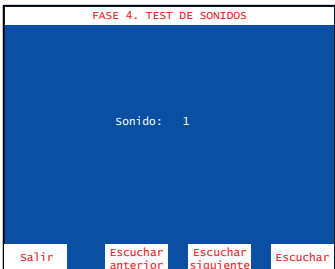 FASE 4. TEST DE SONIDOS
Sonido: 1
Salir
Escuchar
anterior
Escuchar
siguiente
Escuchar